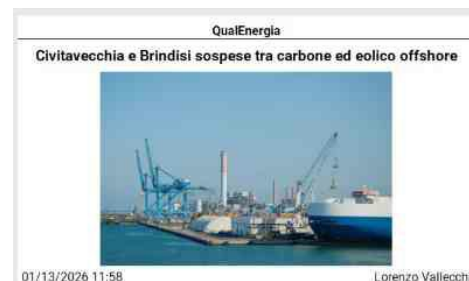 QualEnergia
Civitavecchia e Brindisi sospese tra carbone ed eolico offshore
01/13/2026 11:58
Lorenzo Vallecch